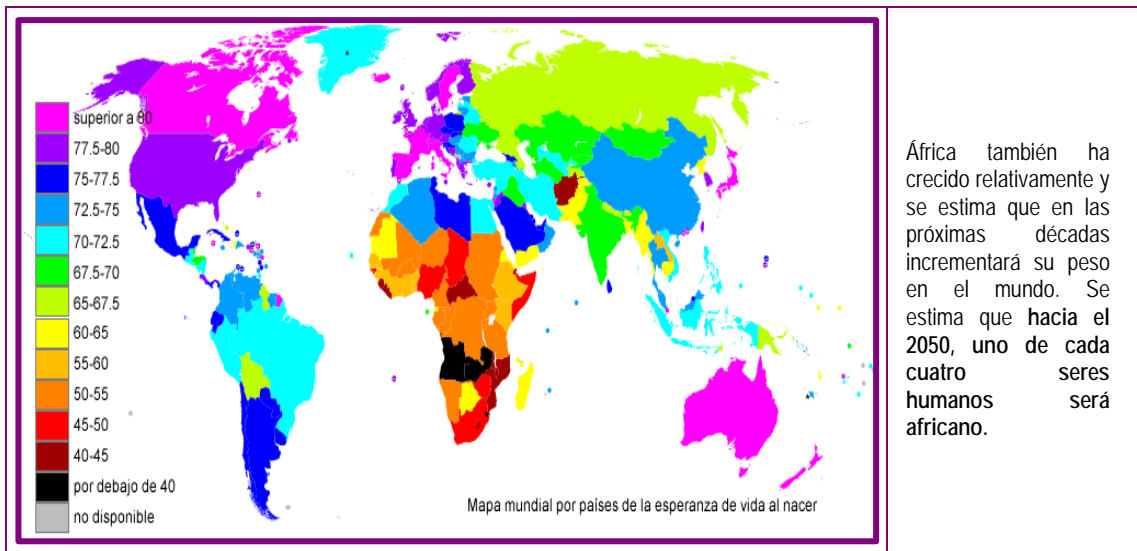 superior a 80
77.5-80
75-77.5
72.5-75
70-72.5
67.5-70
65-67.5
60-65
55-60
50-55
45-50
40-45
por debajo de 40
no disponible
Mapa mundial por países de la esperanza de vida al nacer
África también ha
crecido relativamente y
se estima que en las
próximas décadas
incrementará su peso
en el mundo. Se
estima que hacia el
2050, uno de cada
cuatro seres
humanos será
africano.